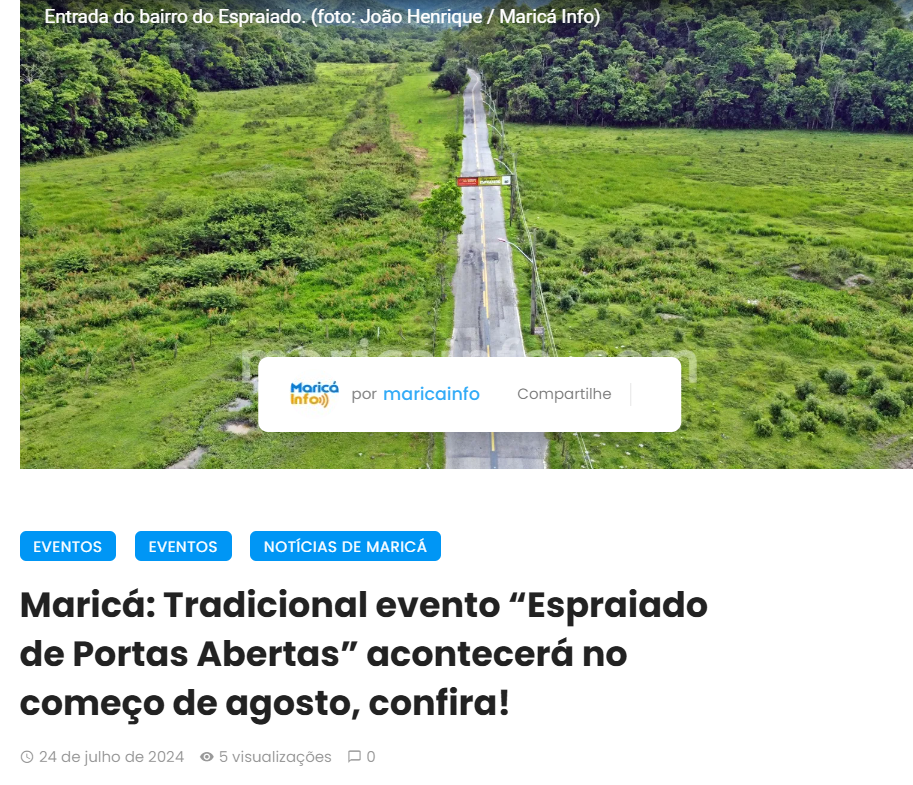 Entrada do bairro do Espraiado. (foto: João Henrique / Maricá Info)
maricainfo.com
Maricá
Info
por maricainfo Compartilhe
EVENTOS EVENTOS NOTÍCIAS DE MARICÁ
Maricá: Tradicional evento “Espraiado
de Portas Abertas” acontecerá no
começo de agosto, confira!
24 de julho de 2024 5 visualizações 0